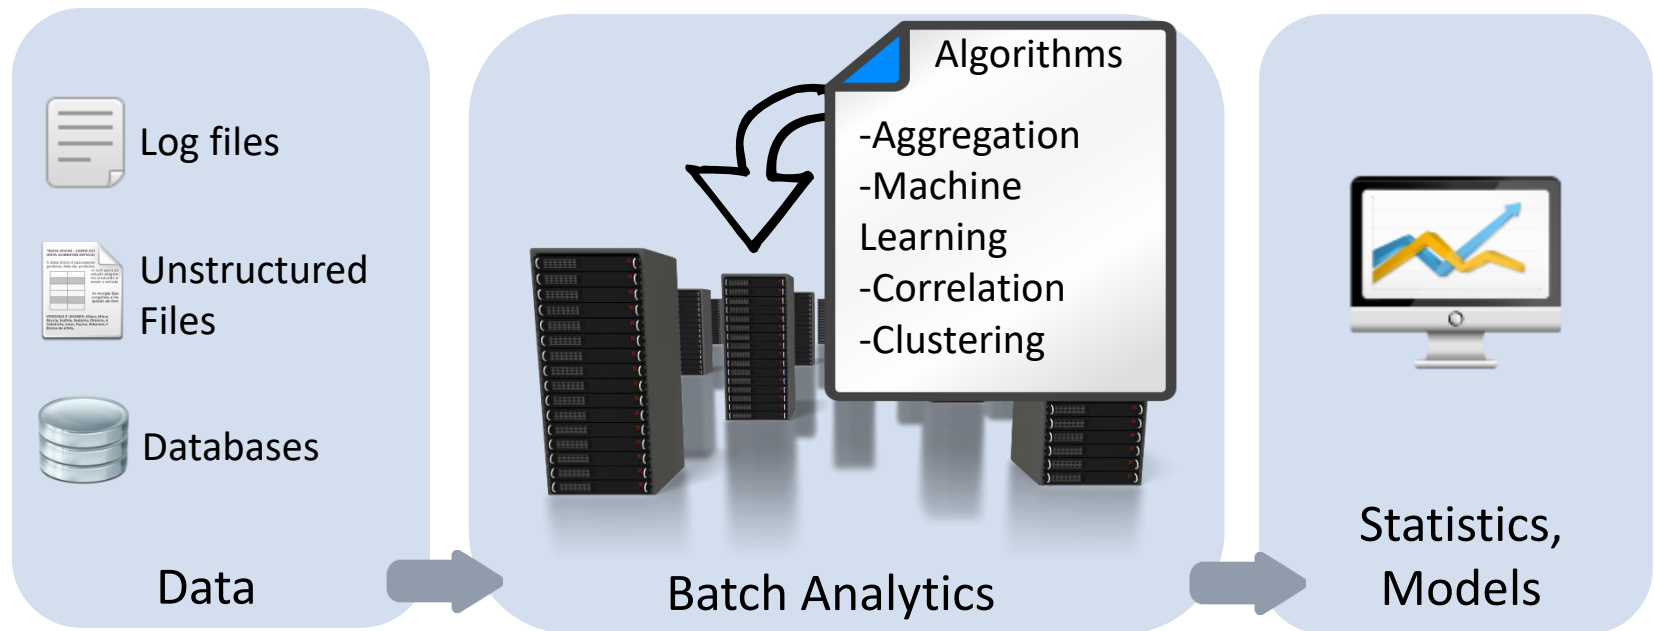 Log files
Unstructured
Files
Databases
Data
Algorithms
-Aggregation
-Machine
Learning
-Correlation
-Clustering
Batch Analytics
Statistics,
Models